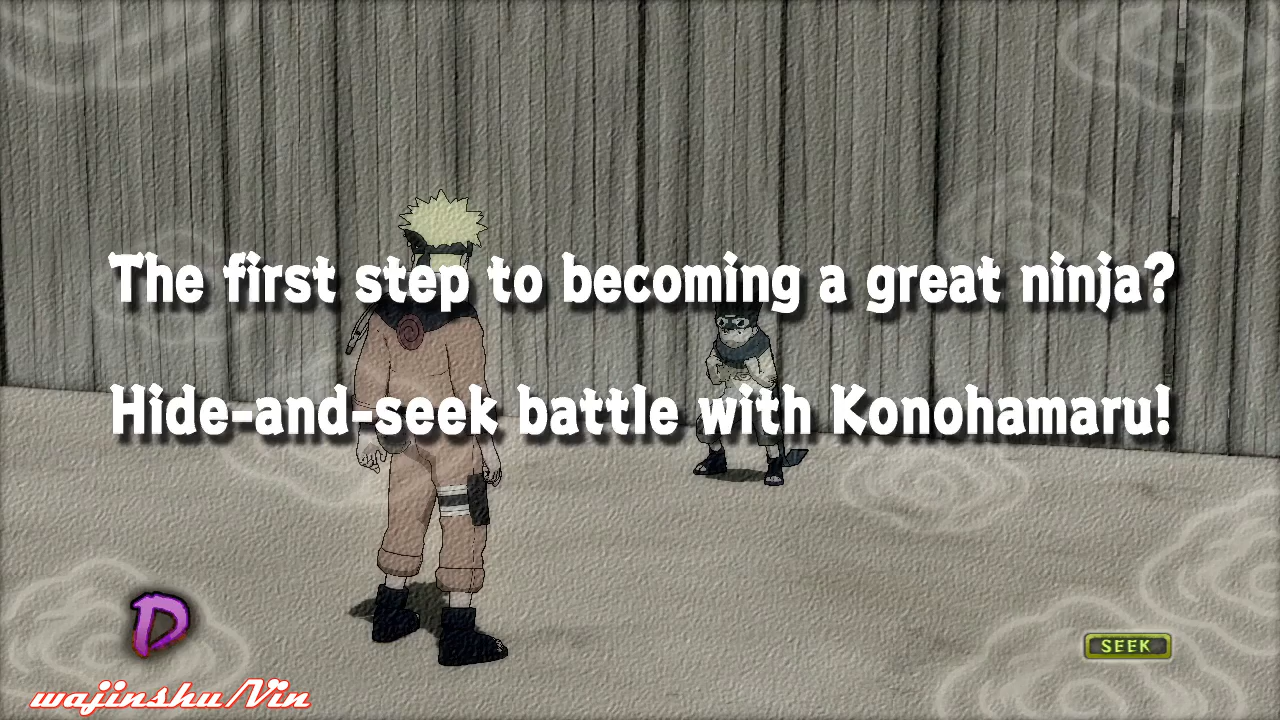 The first step to becoming a great ninja?
Hide-and-seek battle with Konohamaru!
D
SEEK
wajinshu/Vin